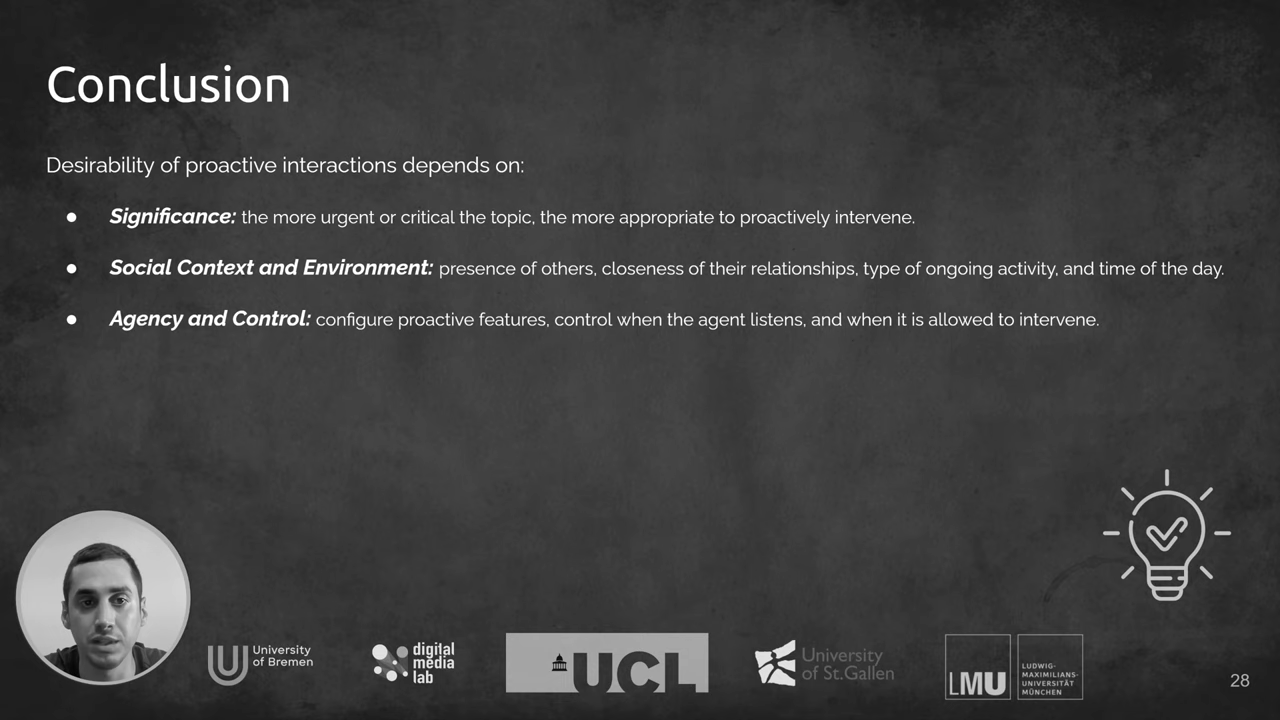 Conclusion
Desirability of proactive interactions depends on:
● Significance: the more urgent or critical the topic, the more appropriate to proactively intervene.
● Social Context and Environment: presence of others, closeness of their relationships, type of ongoing activity, and time of the day.
● Agency and Control: configure proactive features, control when the agent listens, and when it is allowed to intervene.
University
of Bremen
digital
media
lab
UCL
University
of St.Gallen
LMU
LUDWIG-
MAXIMILIANS-
UNIVERSITÄT
MÜNCHEN
28